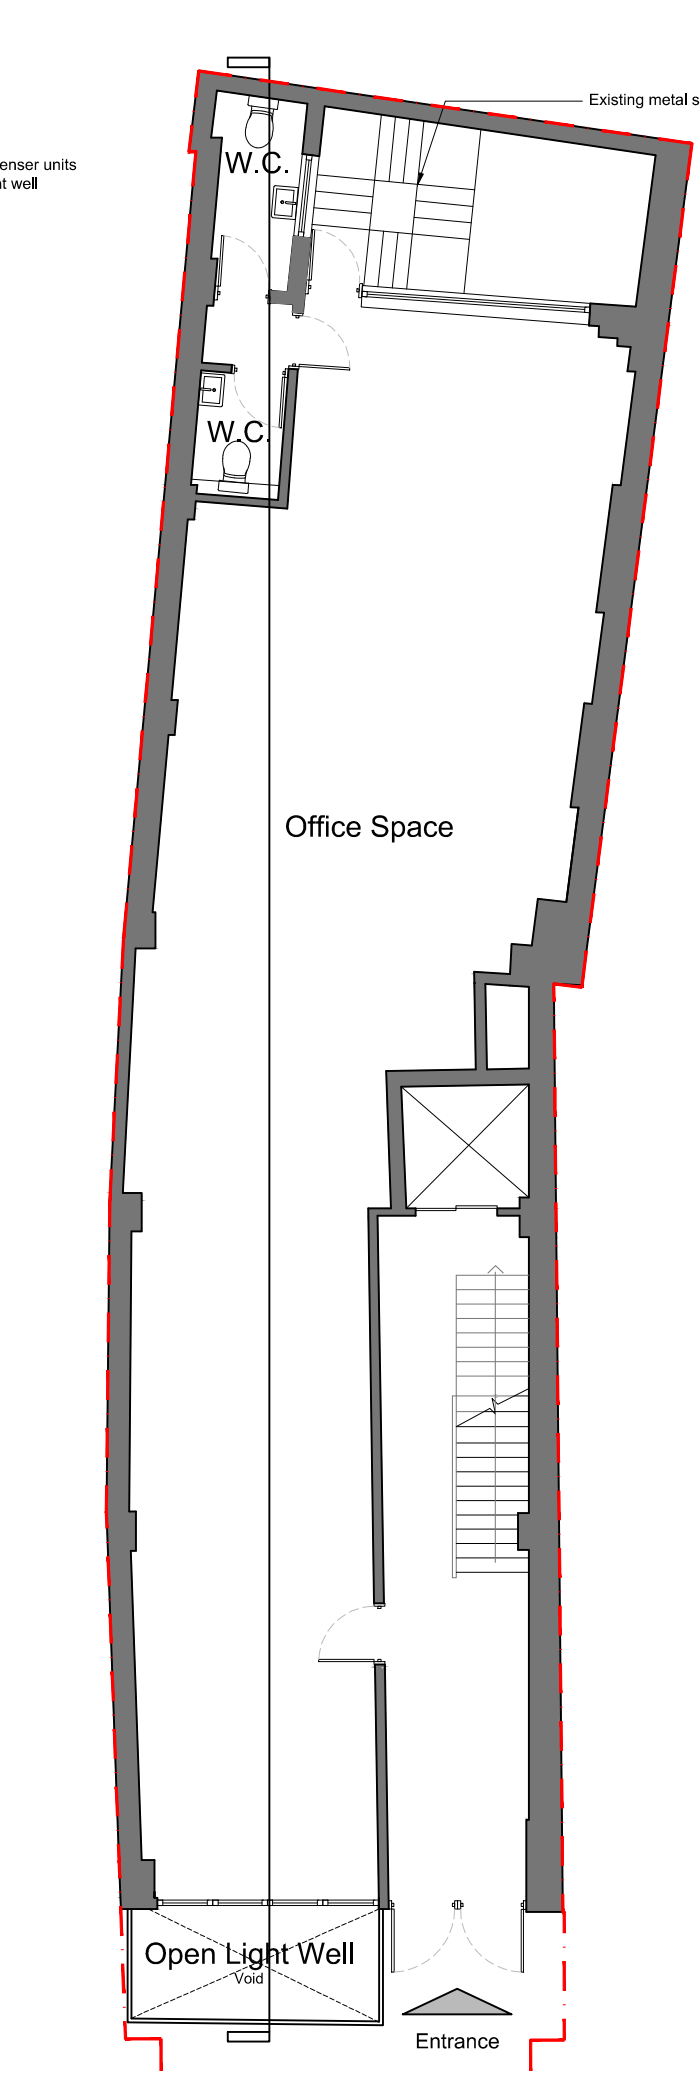 Existing metal s
enser units
t well
W.C.
W.C.
Office Space
Open Light Well
Void
Entrance